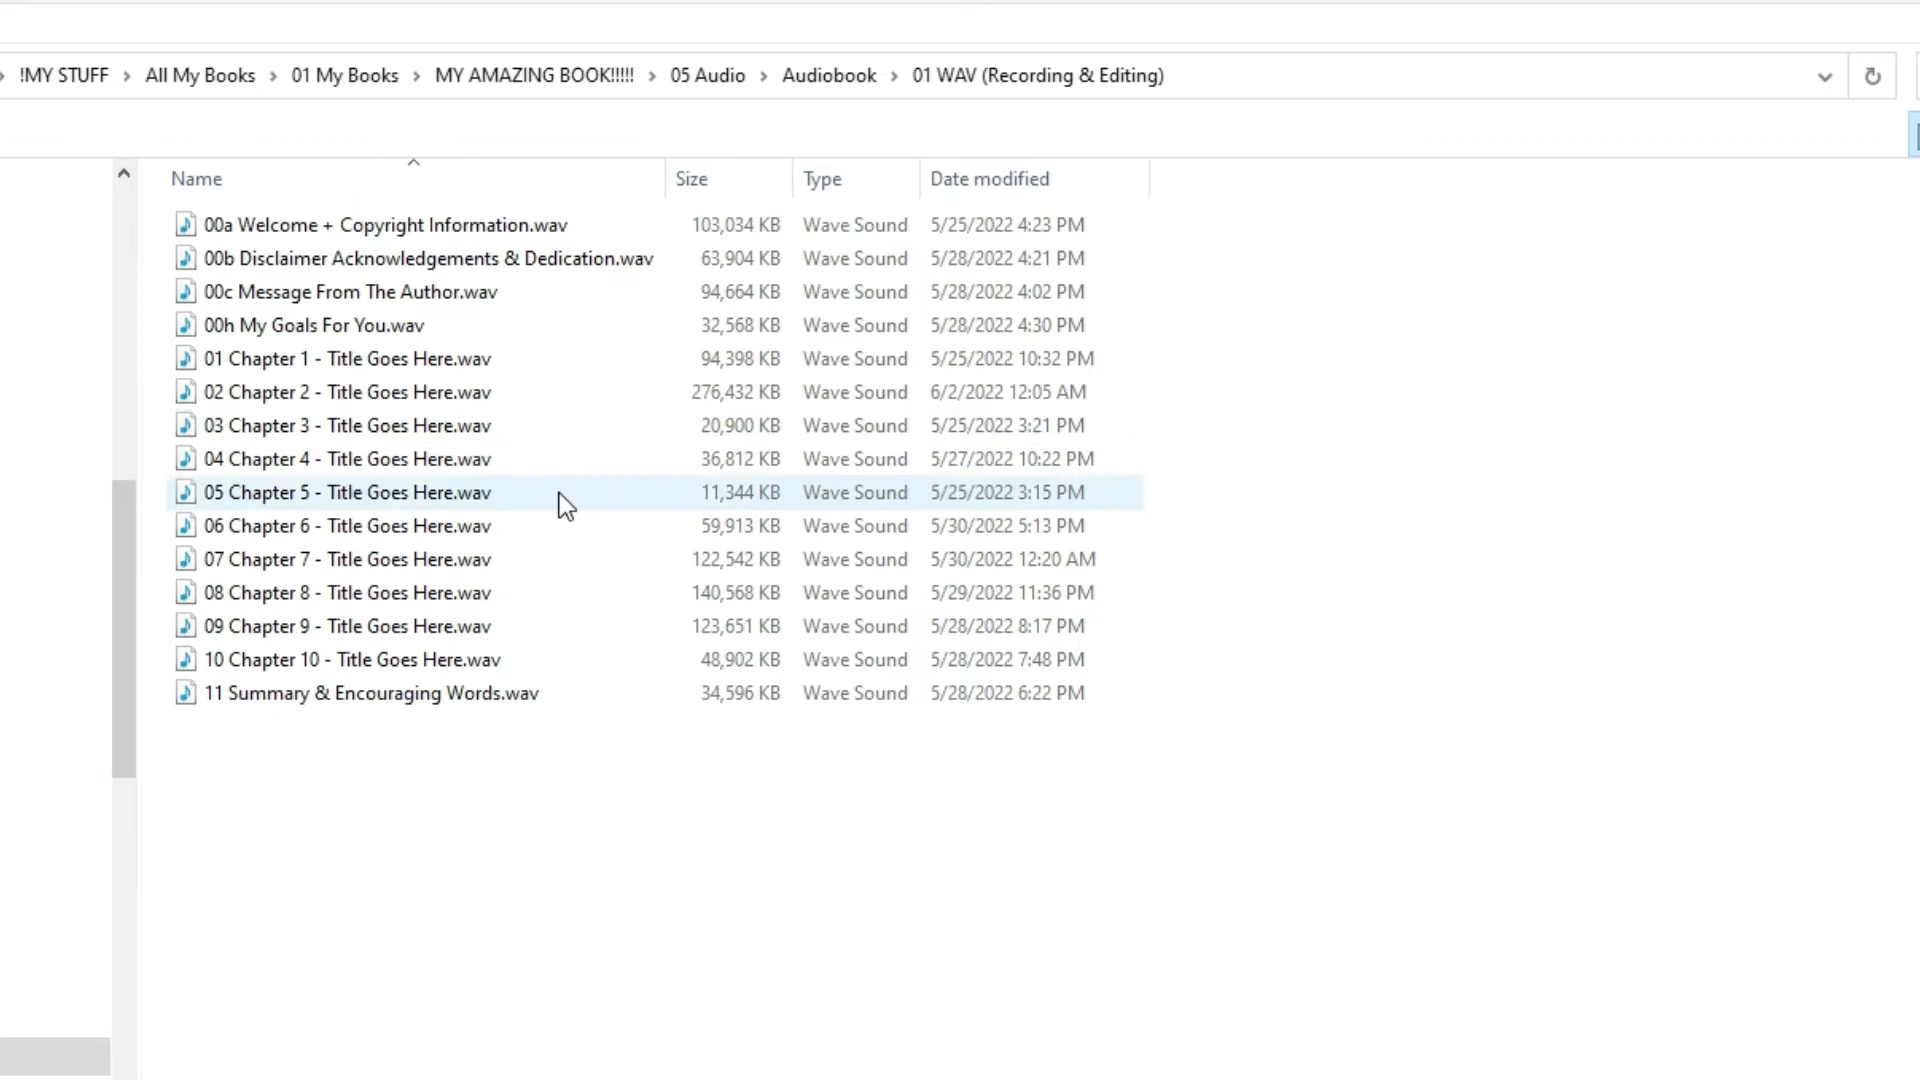 !MY STUFF > All My Books > 01 My Books > MY AMAZING BOOK!!!!! > 05 Audio > Audiobook > 01 WAV (Recording & Editing)
Name Size Type Date modified
00a Welcome + Copyright Information.wav 103,034 KB Wave Sound 5/25/2022 4:23 PM
00b Disclaimer Acknowledgements & Dedication.wav 63,904 KB Wave Sound 5/28/2022 4:21 PM
00c Message From The Author.wav 94,664 KB Wave Sound 5/28/2022 4:02 PM
00h My Goals For You.wav 32,568 KB Wave Sound 5/28/2022 4:30 PM
01 Chapter 1 - Title Goes Here.wav 94,398 KB Wave Sound 5/25/2022 10:32 PM
02 Chapter 2 - Title Goes Here.wav 276,432 KB Wave Sound 6/2/2022 12:05 AM
03 Chapter 3 - Title Goes Here.wav 20,900 KB Wave Sound 5/25/2022 3:21 PM
04 Chapter 4 - Title Goes Here.wav 36,812 KB Wave Sound 5/27/2022 10:22 PM
05 Chapter 5 - Title Goes Here.wav 11,344 KB Wave Sound 5/25/2022 3:15 PM
06 Chapter 6 - Title Goes Here.wav 59,913 KB Wave Sound 5/30/2022 5:13 PM
07 Chapter 7 - Title Goes Here.wav 122,542 KB Wave Sound 5/30/2022 12:20 AM
08 Chapter 8 - Title Goes Here.wav 140,568 KB Wave Sound 5/29/2022 11:36 PM
09 Chapter 9 - Title Goes Here.wav 123,651 KB Wave Sound 5/28/2022 8:17 PM
10 Chapter 10 - Title Goes Here.wav 48,902 KB Wave Sound 5/28/2022 7:48 PM
11 Summary & Encouraging Words.wav 34,596 KB Wave Sound 5/28/2022 6:22 PM